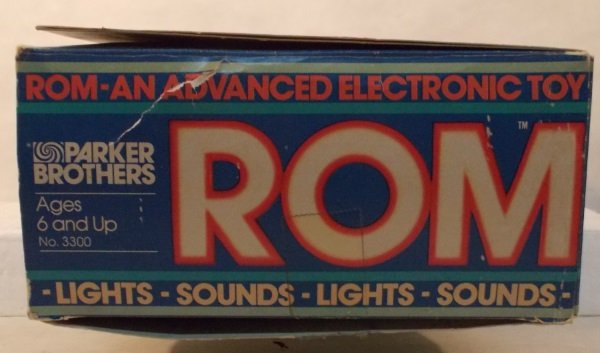 ROM-AN ADVANCED ELECTRONIC TOY
PARKER
BROTHERS
Ages
6 and Up
No. 3300
ROM™
- LIGHTS - SOUNDS - LIGHTS - SOUNDS -